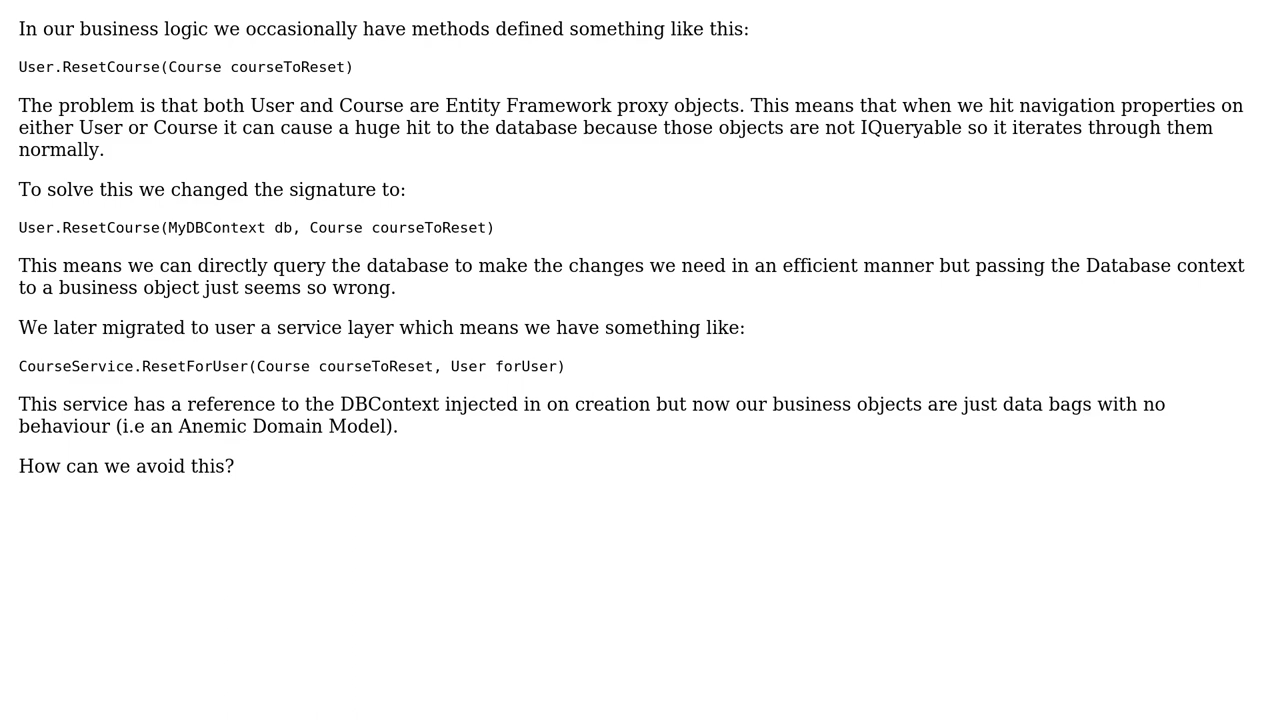 In our business logic we occasionally have methods defined something like this:
User.ResetCourse(Course courseToReset)
The problem is that both User and Course are Entity Framework proxy objects. This means that when we hit navigation properties on
either User or Course it can cause a huge hit to the database because those objects are not IQueryable so it iterates through them
normally.
To solve this we changed the signature to:
User.ResetCourse(MyDBContext db, Course courseToReset)
This means we can directly query the database to make the changes we need in an efficient manner but passing the Database context
to a business object just seems so wrong.
We later migrated to user a service layer which means we have something like:
CourseService.ResetForUser(Course courseToReset, User forUser)
This service has a reference to the DBContext injected in on creation but now our business objects are just data bags with no
behaviour (i.e an Anemic Domain Model).
How can we avoid this?